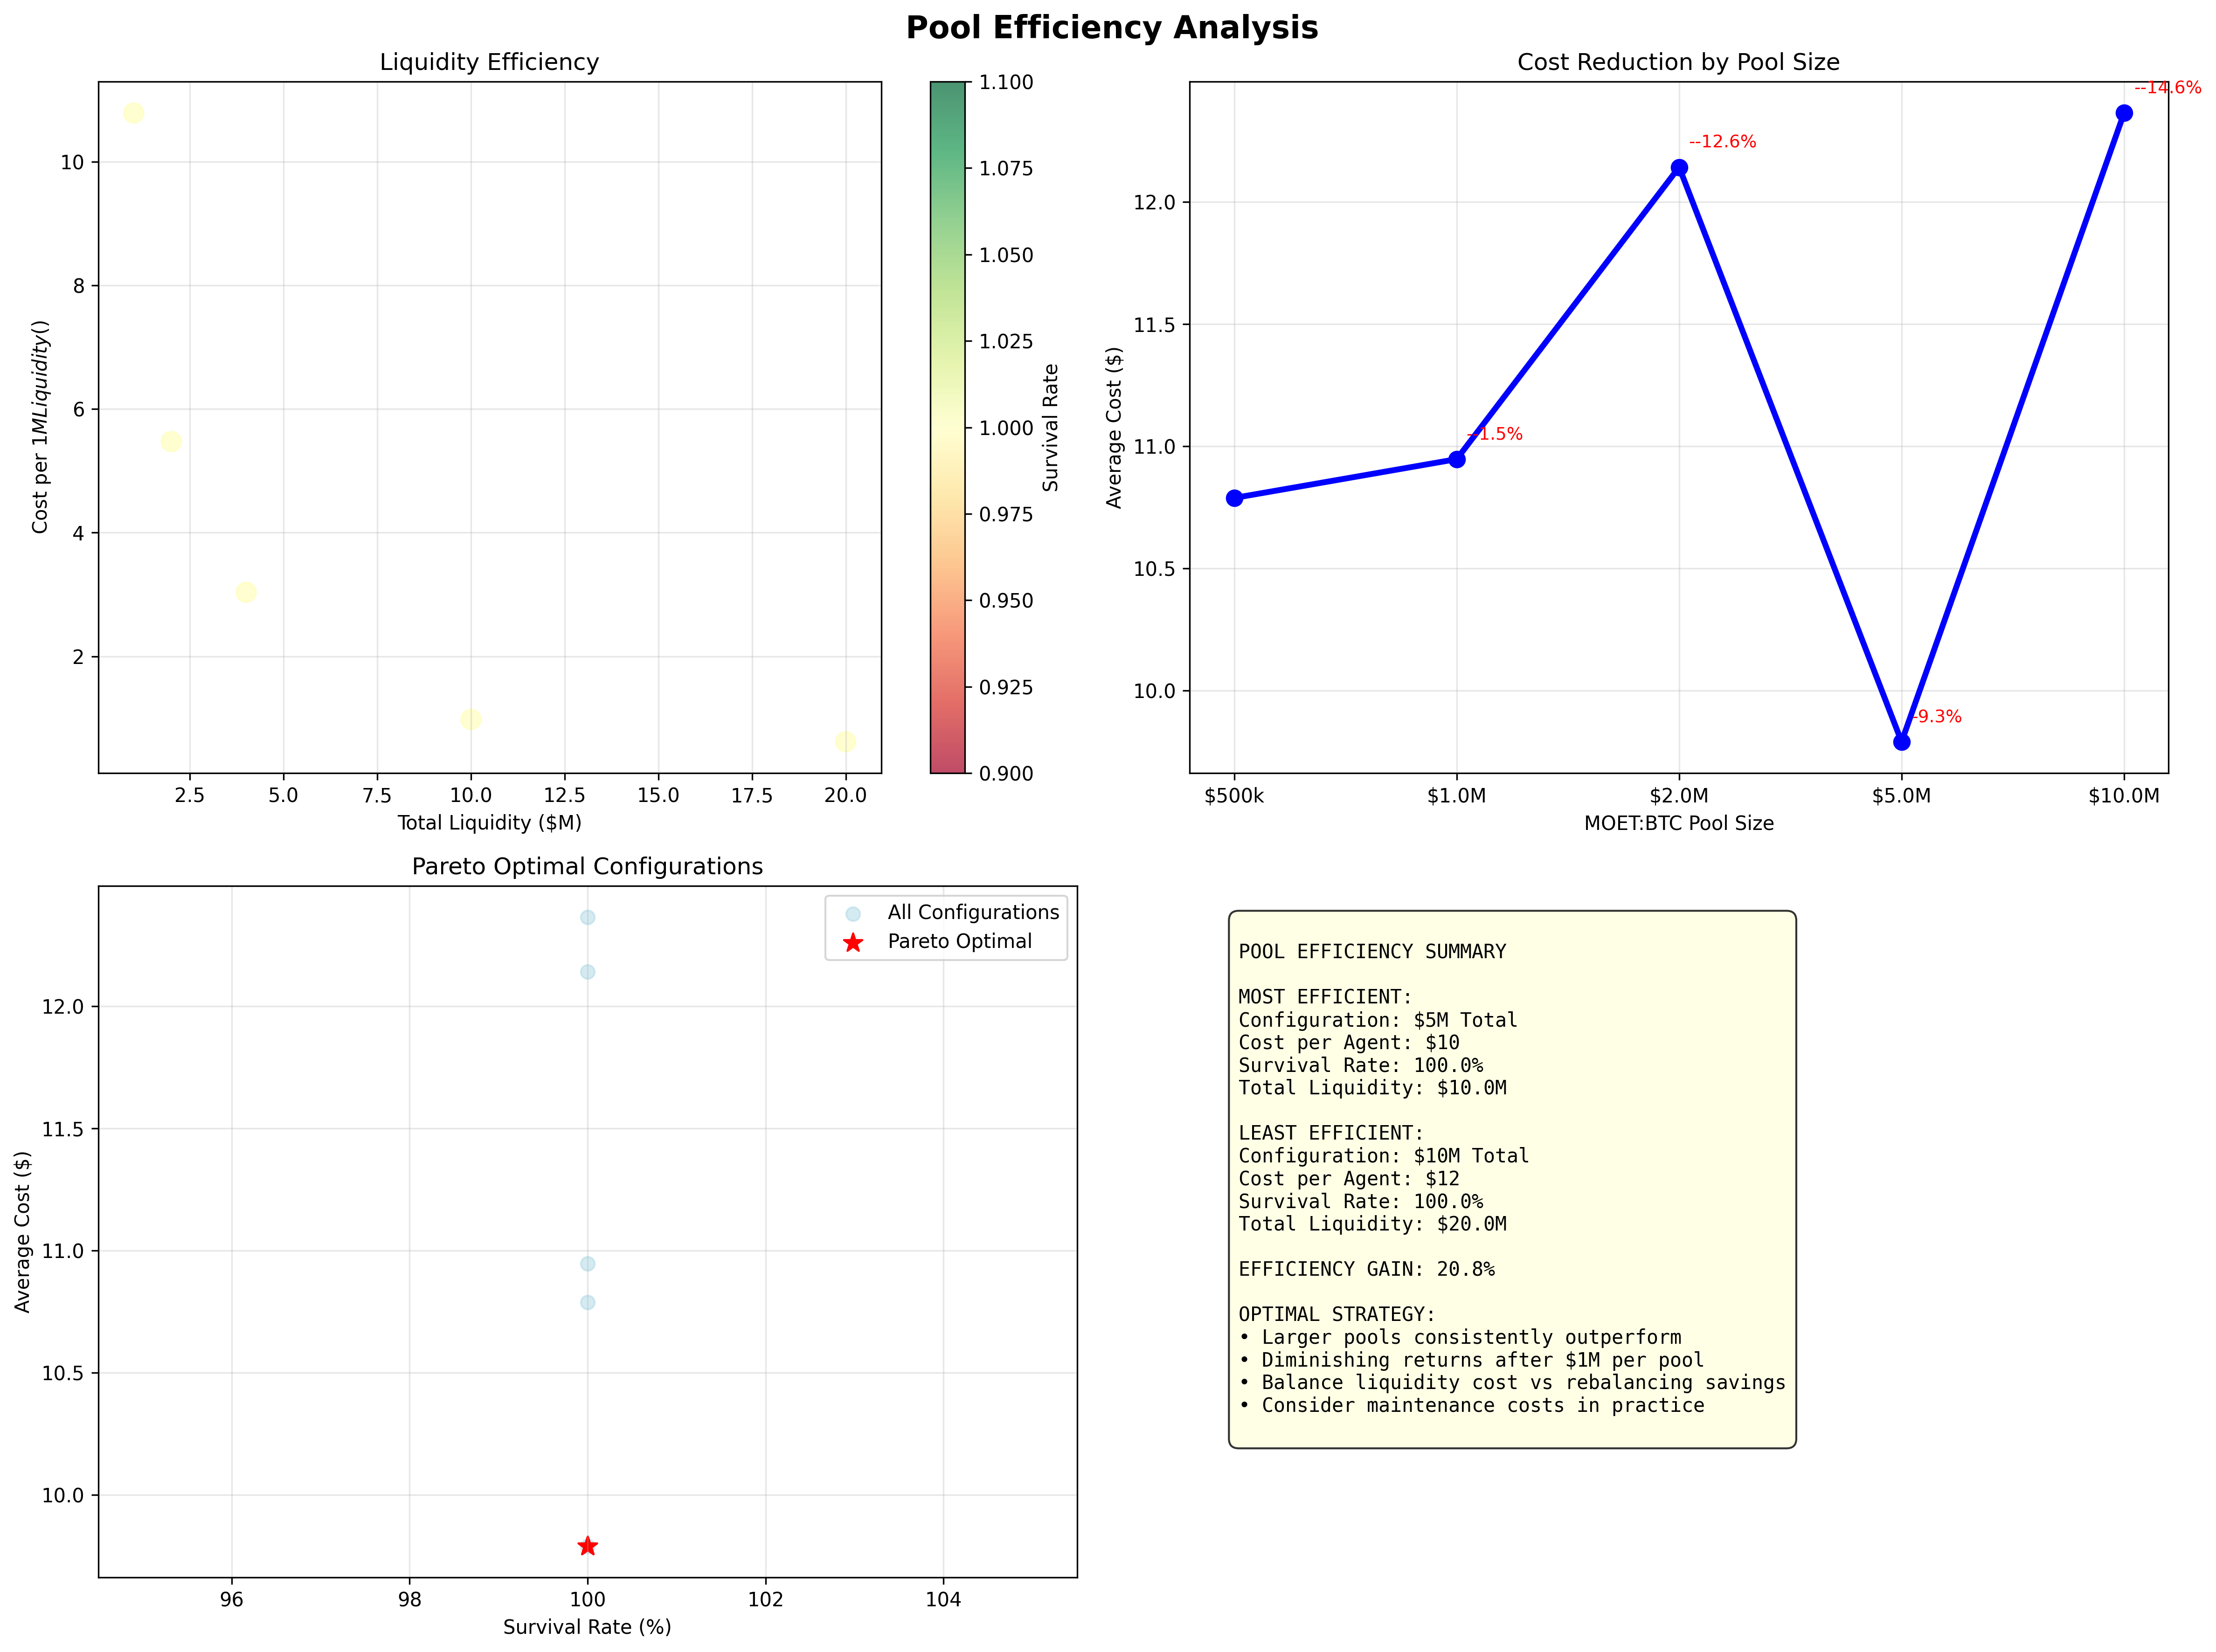 Pool Efficiency Analysis
Liquidity Efficiency
Cost per 1MLiquidity()
10
8
6
4
2
2.5 5.0 7.5 10.0 12.5 15.0 17.5 20.0
Total Liquidity ($M)
1.100
1.075
1.050
1.025
1.000
0.975
0.950
0.925
0.900
Survival Rate
Cost Reduction by Pool Size
Average Cost ($)
12.0
11.5
11.0
10.5
10.0
--1.5%
--12.6%
-9.3%
--14.6%
$500k $1.0M $2.0M $5.0M $10.0M
MOET:BTC Pool Size
Pareto Optimal Configurations
All Configurations
Pareto Optimal
Average Cost ($)
12.0
11.5
11.0
10.5
10.0
96 98 100 102 104
Survival Rate (%)
POOL EFFICIENCY SUMMARY
MOST EFFICIENT:
Configuration: $5M Total
Cost per Agent: $10
Survival Rate: 100.0%
Total Liquidity: $10.0M
LEAST EFFICIENT:
Configuration: $10M Total
Cost per Agent: $12
Survival Rate: 100.0%
Total Liquidity: $20.0M
EFFICIENCY GAIN: 20.8%
OPTIMAL STRATEGY:
• Larger pools consistently outperform
• Diminishing returns after $1M per pool
• Balance liquidity cost vs rebalancing savings
• Consider maintenance costs in practice